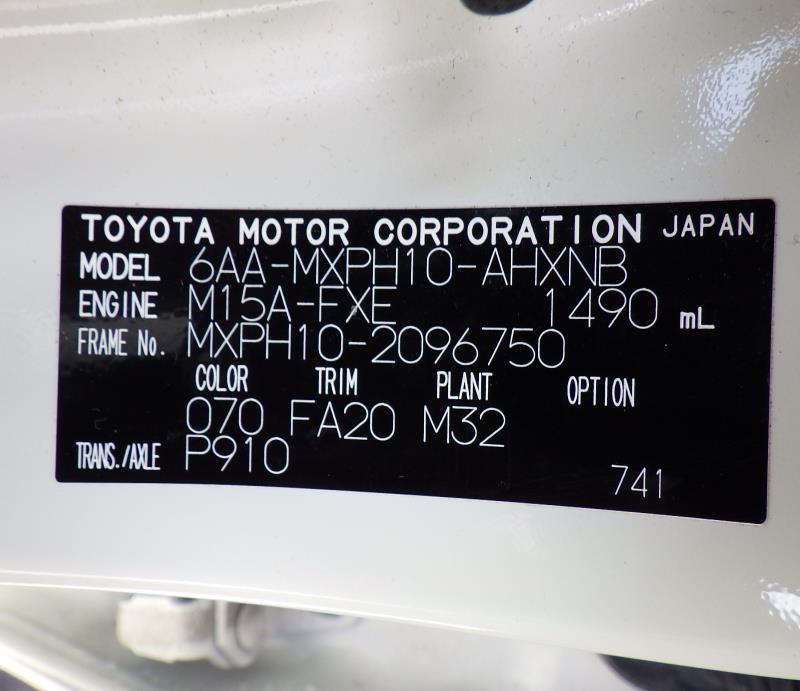 TOYOTA MOTOR CORPORATION JAPAN
MODEL 6AA-MXPH10-AHXNB
ENGINE M15A-FXE 1490 mL
FRAME No. MXPH10-2096750
COLOR TRIM PLANT OPTION
070 FA20 M32
TRANS./AXLE P910
741